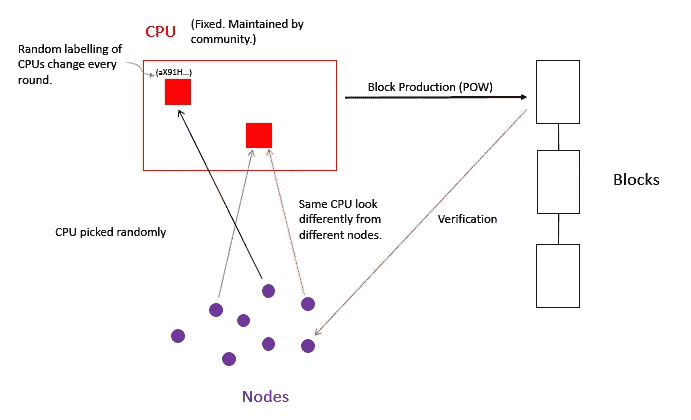 CPU
(Fixed. Maintained by
community.)
Random labelling of
CPUs change every
round.
(aX91H...)
Block Production (POW)
Blocks
CPU picked randomly
Same CPU look
differently from
different nodes.
Verification
Nodes